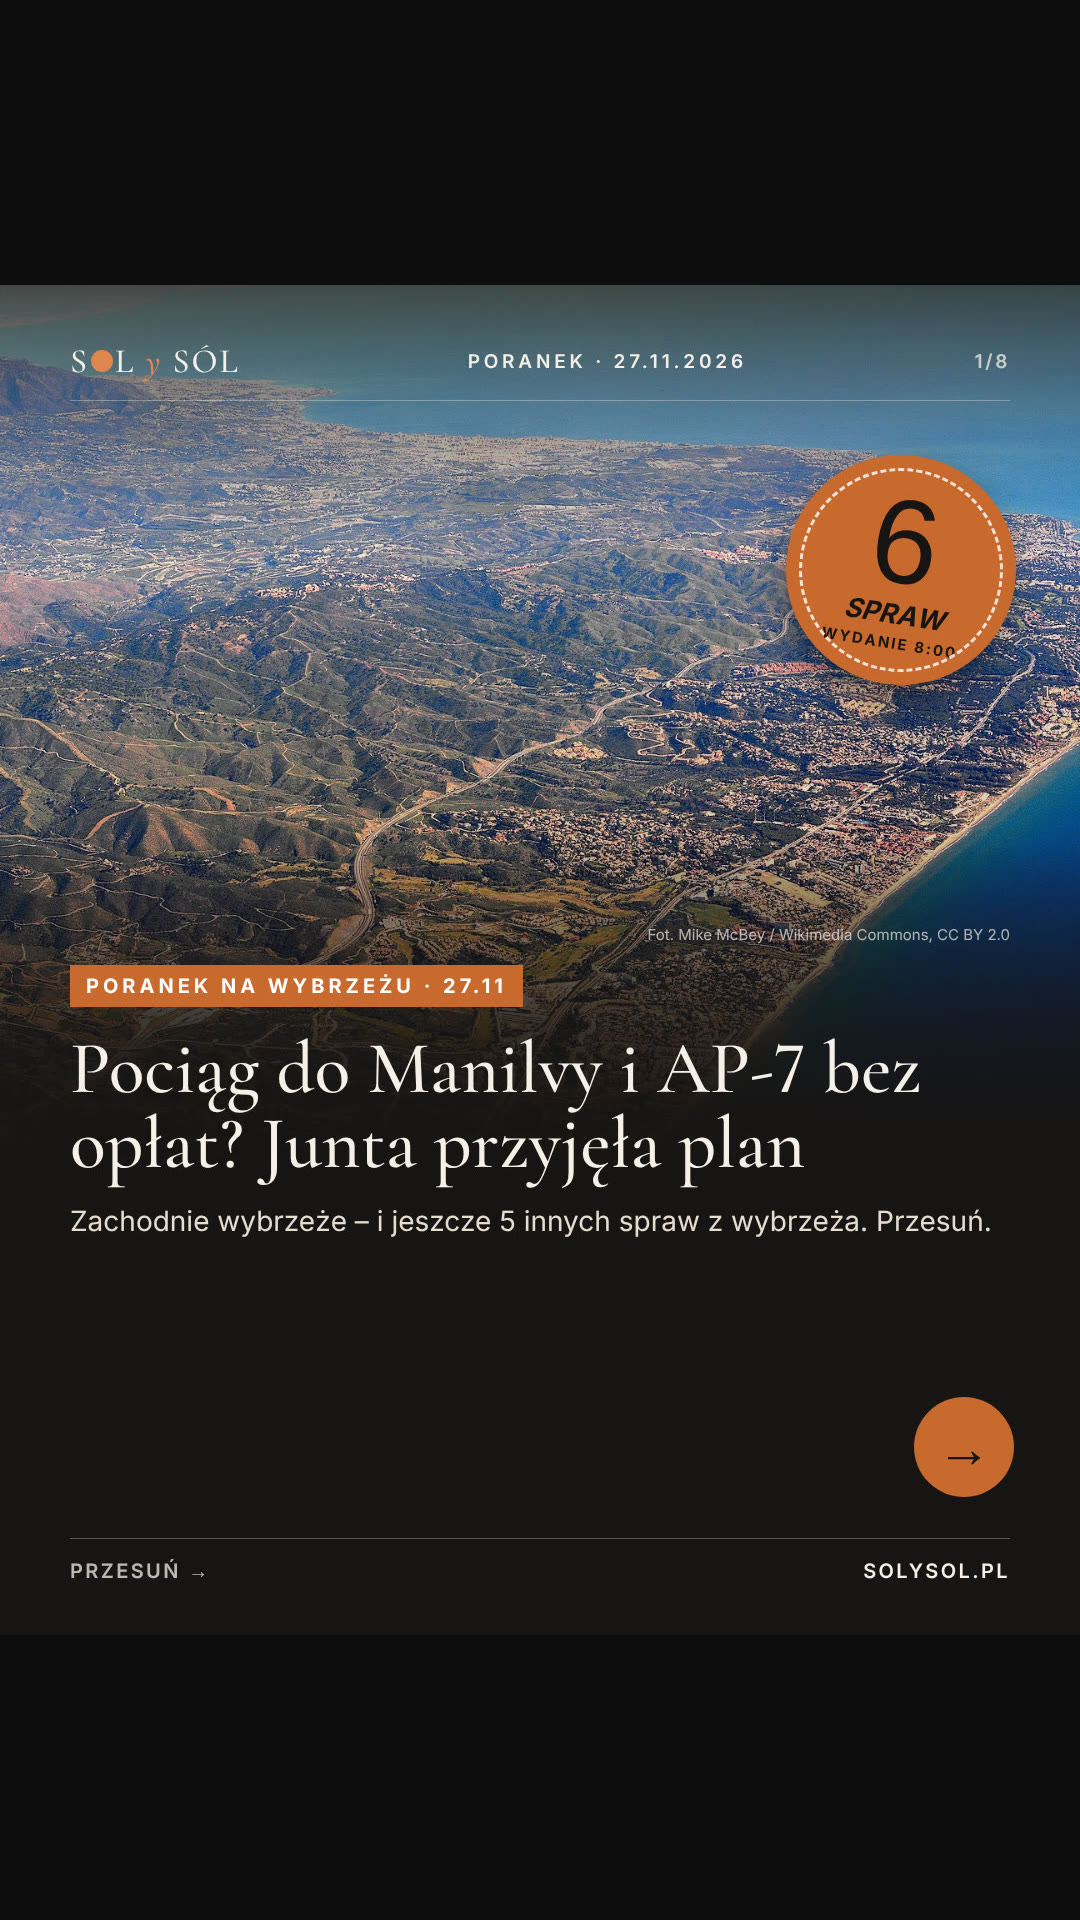 SOL y SÓL
PORANEK · 27.11.2026
1/8
6
SPRAW
WYDANIE 8:00
Fot. Mike McBey / Wikimedia Commons, CC BY 2.0
PORANEK NA WYBRZEŻU · 27.11
Pociąg do Manilvy i AP-7 bez
opłat? Junta przyjęła plan
Zachodnie wybrzeże – i jeszcze 5 innych spraw z wybrzeża. Przesuń.
→
PRZESUŃ →
SOLYSOL.PL